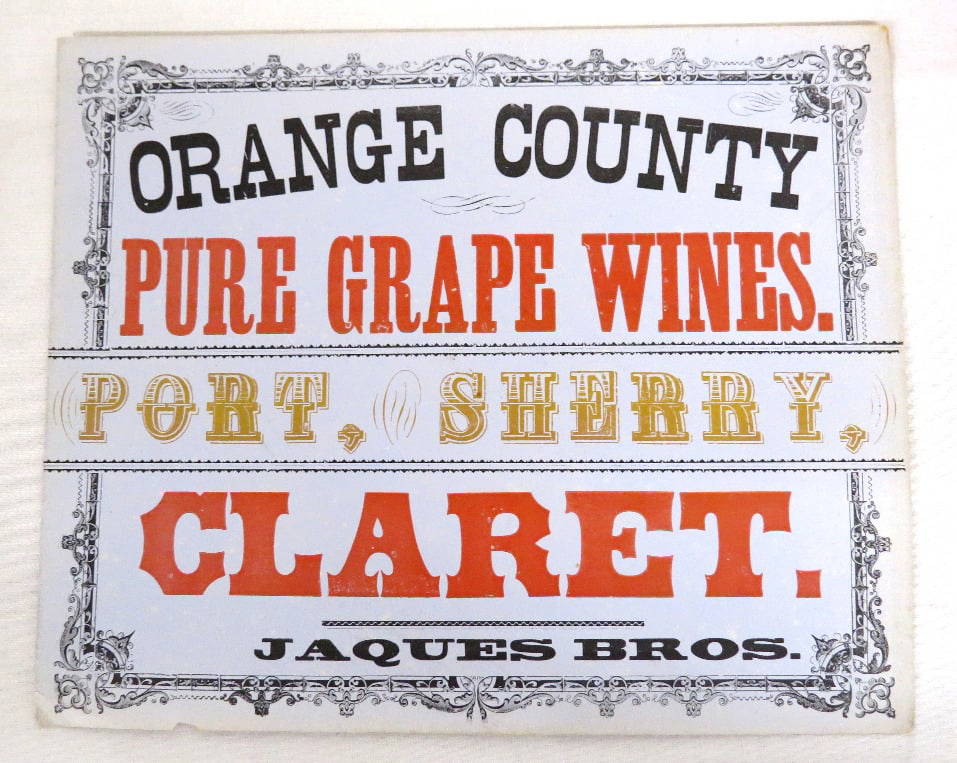 ORANGE COUNTY
PURE GRAPE WINES.
PORT, SHERRY,
CLARET.
JAQUES BROS.